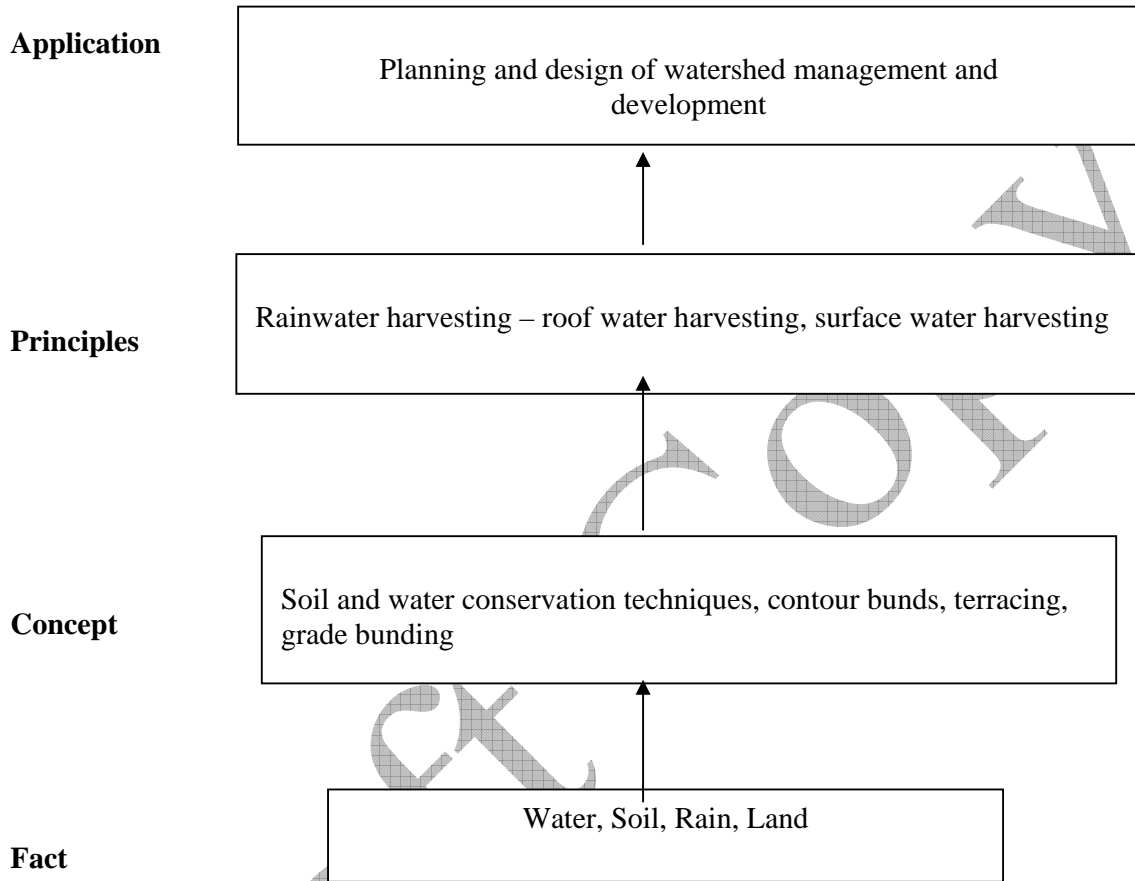 Application
Planning and design of watershed management and
development
Principles
Rainwater harvesting – roof water harvesting, surface water harvesting
Concept
Soil and water conservation techniques, contour bunds, terracing,
grade bunding
Fact
Water, Soil, Rain, Land